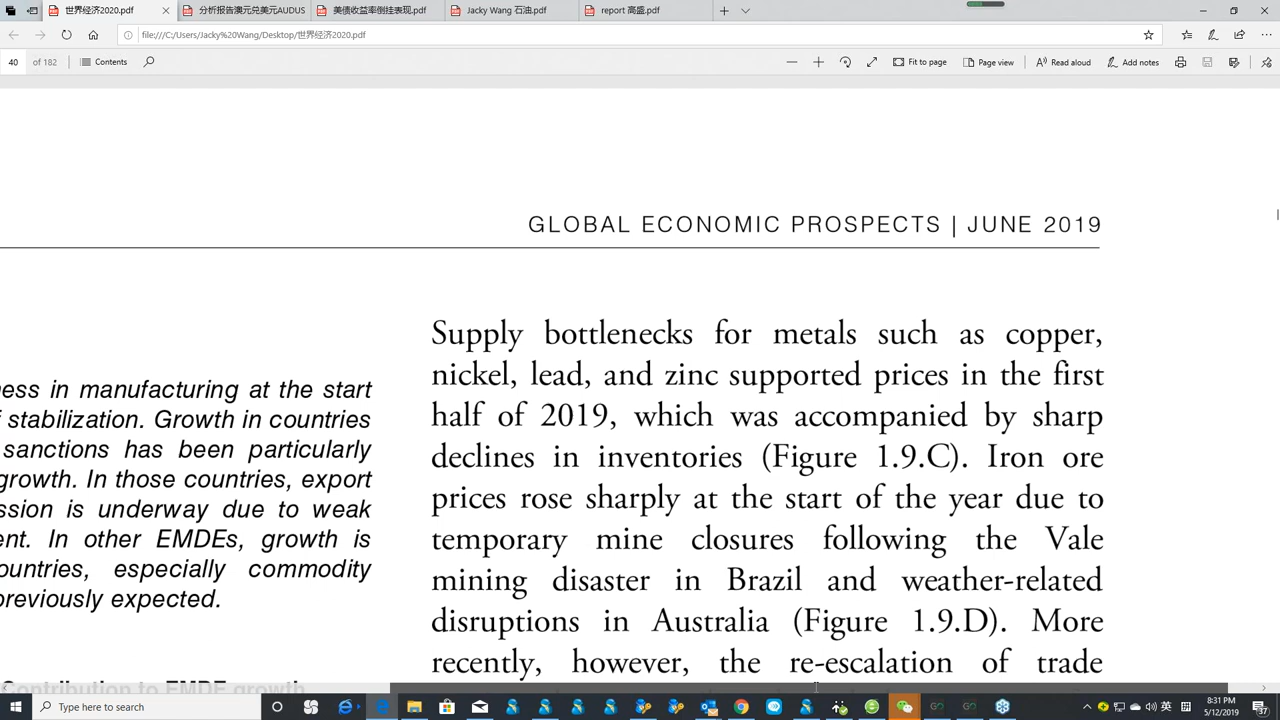 世界经济2020.pdf
分析报告澳元兑美元AUDUS
美债收益率倒挂表现.pdf
Jacky Wang 石油.pdf
report 高盛.pdf
file:///C:/Users/Jacky%20Wang/Desktop/世界经济2020.pdf
40 of 182 Contents
Fit to page Page view Read aloud Add notes
GLOBAL ECONOMIC PROSPECTS | JUNE 2019
ness in manufacturing at the start
f stabilization. Growth in countries
sanctions has been particularly
growth. In those countries, export
ssion is underway due to weak
ent. In other EMDEs, growth is
ountries, especially commodity
previously expected.
Contribution to EMDE growth
Supply bottlenecks for metals such as copper,
nickel, lead, and zinc supported prices in the first
half of 2019, which was accompanied by sharp
declines in inventories (Figure 1.9.C). Iron ore
prices rose sharply at the start of the year due to
temporary mine closures following the Vale
mining disaster in Brazil and weather-related
disruptions in Australia (Figure 1.9.D). More
recently, however, the re-escalation of trade
Type here to search
8:31 PM
5/12/2019